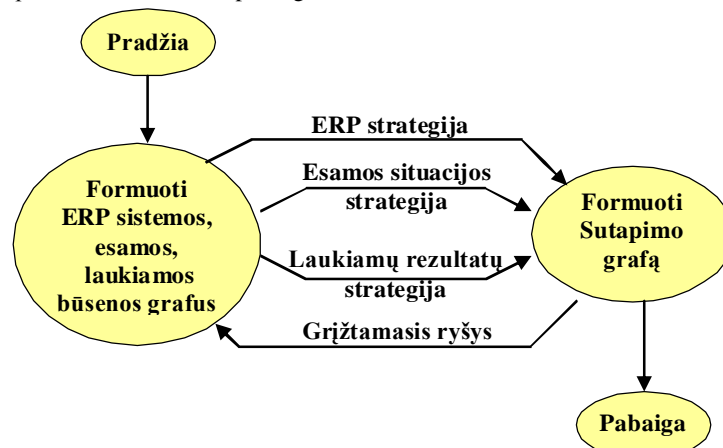 Pradžia
ERP strategija
Esamos situacijos
strategija
Formuoti
ERP sistemos,
esamos,
laukiamos
būsenos grafus
Formuoti
Sutapimo
grafą
Laukiamų rezultatų
strategija
Grįžtamasis ryšys
Pabaiga